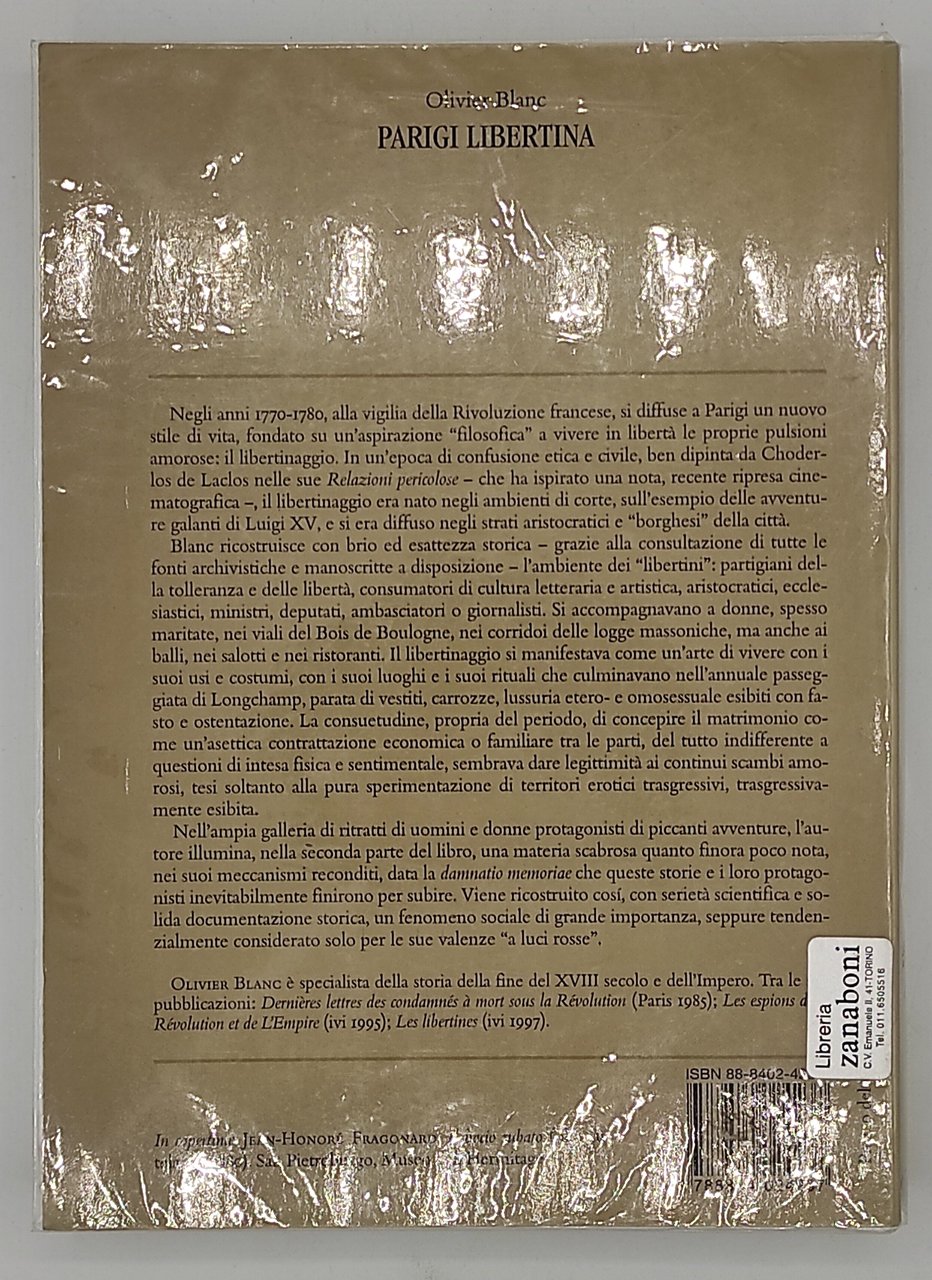 Olivier Blanc
PARIGI LIBERTINA
Negli anni 1770-1780, alla vigilia della Rivoluzione francese, si diffuse a Parigi un nuovo
stile di vita, fondato su un'aspirazione “filosofica” a vivere in libertà le proprie pulsioni
amorose: il libertinaggio. In un'epoca di confusione etica e civile, ben dipinta da Choder-
los de Laclos nelle sue Relazioni pericolose – che ha ispirato una nota, recente ripresa cine-
matografica –, il libertinaggio era nato negli ambienti di corte, sull'esempio delle avventu-
re galanti di Luigi XV, e si era diffuso negli strati aristocratici e “borghesi” della città.
Blanc ricostruisce con brio ed esattezza storica – grazie alla consultazione di tutte le
fonti archivistiche e manoscritte a disposizione – l'ambiente dei “libertini”: partigiani del-
la tolleranza e delle libertà, consumatori di cultura letteraria e artistica, aristocratici, eccle-
siastici, ministri, deputati, ambasciatori o giornalisti. Si accompagnavano a donne, spesso
maritate, nei viali del Bois de Boulogne, nei corridoi delle logge massoniche, ma anche ai
balli, nei salotti e nei ristoranti. Il libertinaggio si manifestava come un'arte di vivere con i
suoi usi e costumi, con i suoi luoghi e i suoi rituali che culminavano nell'annuale passeg-
giata di Longchamp, parata di vestiti, carrozze, lussuria etero- e omosessuale esibiti con fa-
sto e ostentazione. La consuetudine, propria del periodo, di concepire il matrimonio co-
me un'asettica contrattazione economica o familiare tra le parti, del tutto indifferente a
questioni di intesa fisica e sentimentale, sembrava dare legittimità ai continui scambi amo-
rosi, tesi soltanto alla pura sperimentazione di territori erotici trasgressivi, trasgressiva-
mente esibita.
Nell'ampia galleria di ritratti di uomini e donne protagonisti di piccanti avventure, l'au-
tore illumina, nella seconda parte del libro, una materia scabrosa quanto finora poco nota,
nei suoi meccanismi reconditi, data la damnatio memoriae che queste storie e i loro protago-
nisti inevitabilmente finirono per subire. Viene ricostruito cosí, con serietà scientifica e so-
lida documentazione storica, un fenomeno sociale di grande importanza, seppure tenden-
zialmente considerato solo per le sue valenze “a luci rosse”.
OLIVIER BLANC è specialista della storia della fine del XVIII secolo e dell'Impero. Tra le
pubblicazioni: Dernières lettres des condamnés à mort sous la Révolution (Paris 1985); Les espions
Révolution et de L'Empire (ivi 1995); Les libertines (ivi 1997).
Libreria
zanaboni
C.V. Emanuele II, 41-TORINO
Tel. 011.6505516
ISBN 88-8402-4
In copertina JEAN-HONORÉ FRAGONARD
San Pietroburgo, Museo Hermitage